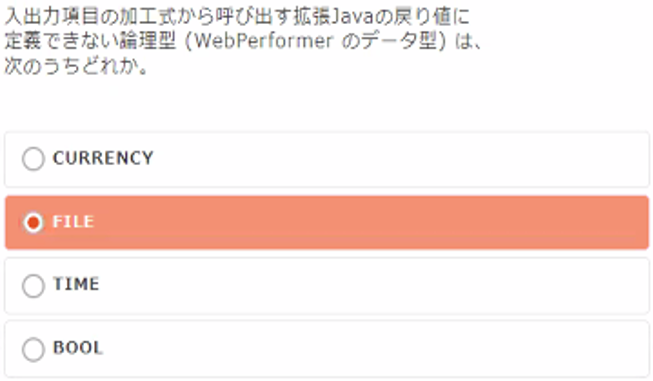 入出力項目の加工式から呼び出す拡張Javaの戻り値に
定義できない論理型 (WebPerformer のデータ型) は、
次のうちどれか。
CURRENCY
FILE
TIME
BOOL